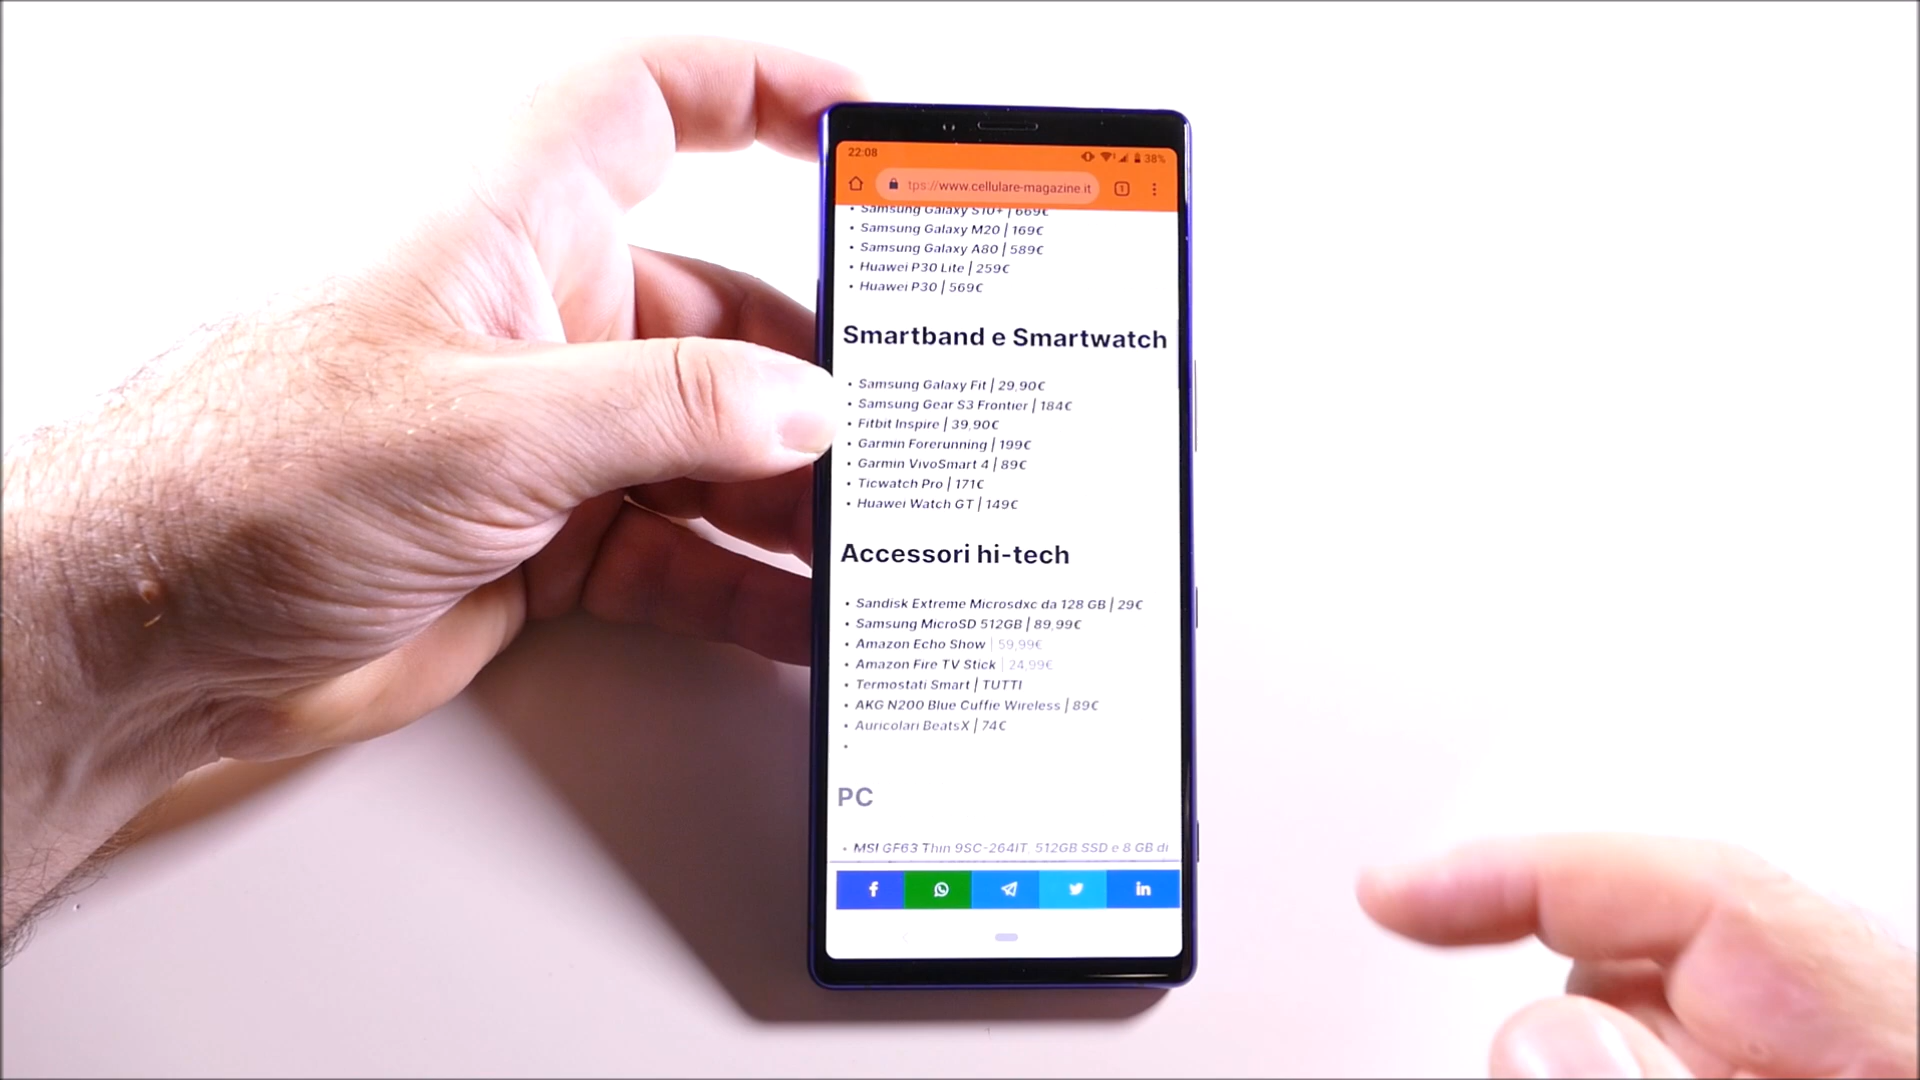 22:08
38%
tps://www.cellulare-magazine.it
1
• Samsung Galaxy S10+ | 669€
• Samsung Galaxy M20 | 169€
• Samsung Galaxy A80 | 589€
• Huawei P30 Lite | 259€
• Huawei P30 | 569€
Smartband e Smartwatch
• Samsung Galaxy Fit | 29,90€
• Samsung Gear S3 Frontier | 184€
• Fitbit Inspire | 39,90€
• Garmin Forerunning | 199€
• Garmin VivoSmart 4 | 89€
• Ticwatch Pro | 171€
• Huawei Watch GT | 149€
Accessori hi-tech
• Sandisk Extreme Microsdxc da 128 GB | 29€
• Samsung MicroSD 512GB | 89,99€
• Amazon Echo Show | 59,99€
• Amazon Fire TV Stick | 24,99€
• Termostati Smart | TUTTI
• AKG N200 Blue Cuffie Wireless | 89€
• Auricolari BeatsX | 74€
•
PC
• MSI GF63 Thin 9SC-264IT, 512GB SSD e 8 GB di